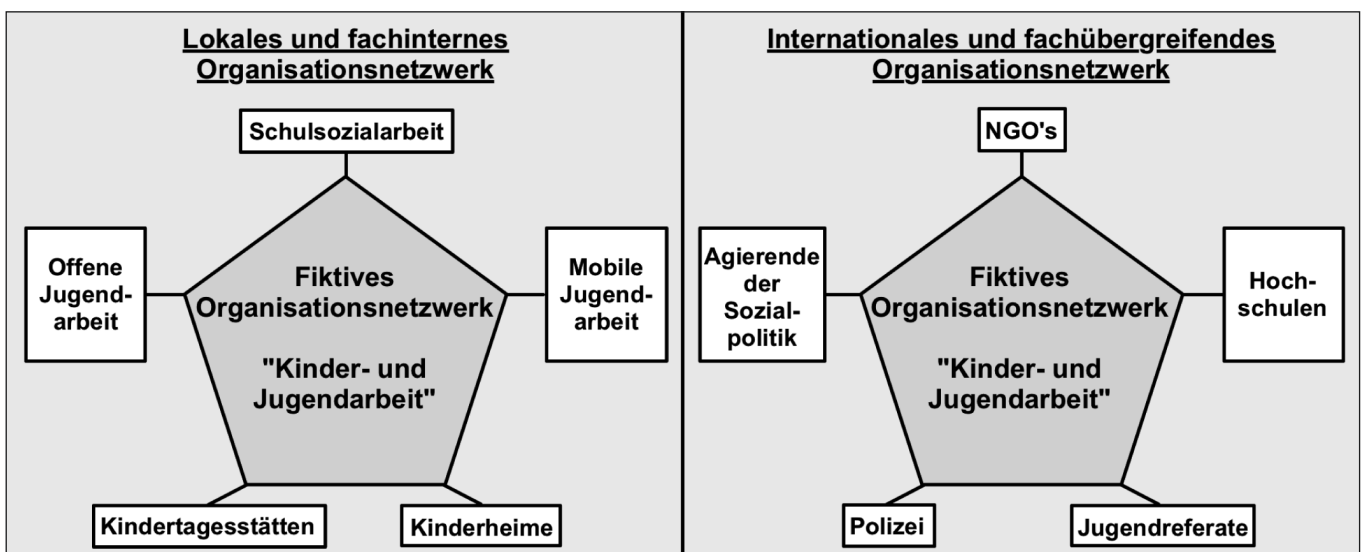 Lokales und fachinternes
Organisationsnetzwerk
Schulsozialarbeit
Offene
Jugend-
arbeit
Fiktives
Organisationsnetzwerk
"Kinder- und
Jugendarbeit"
Mobile
Jugend-
arbeit
Kindertagesstätten
Kinderheime
Internationales und fachübergreifendes
Organisationsnetzwerk
NGO's
Agierende
der
Sozial-
politik
Fiktives
Organisationsnetzwerk
"Kinder- und
Jugendarbeit"
Hoch-
schulen
Polizei
Jugendreferate